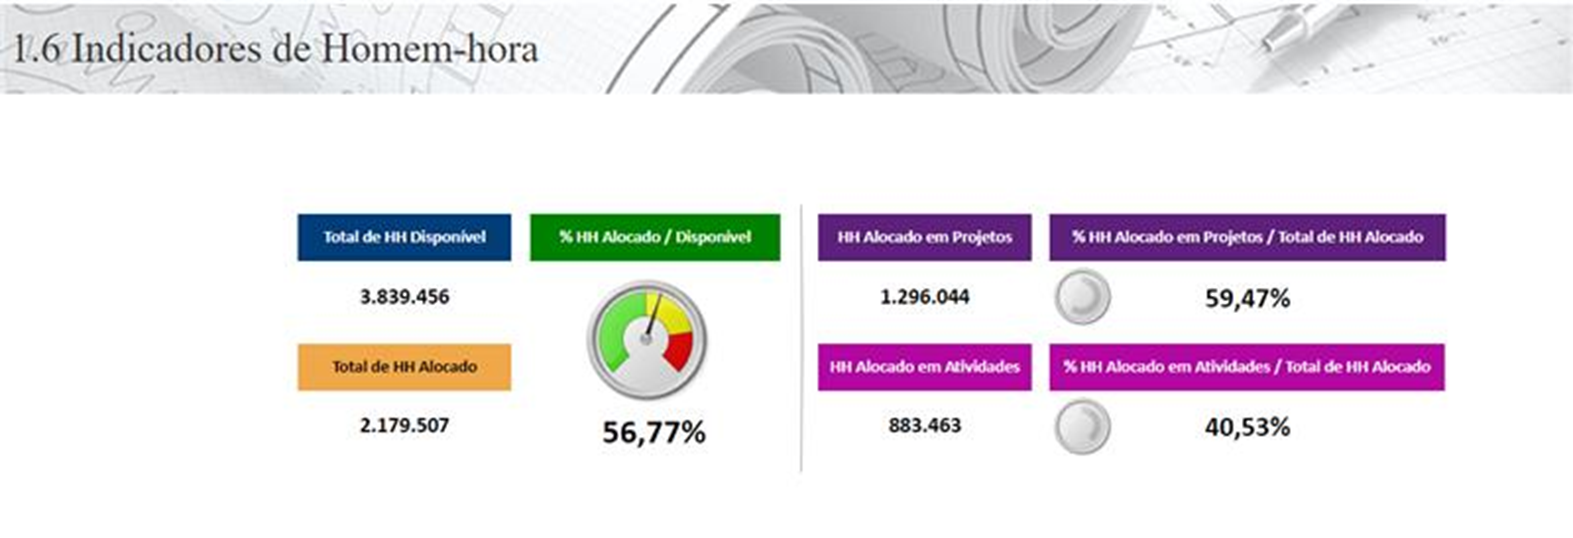 1.6 Indicadores de Homem-hora
Total de HH Disponível
3.839.456
Total de HH Alocado
2.179.507
% HH Alocado / Disponível
56,77%
HH Alocado em Projetos
1.296.044
% HH Alocado em Projetos / Total de HH Alocado
59,47%
HH Alocado em Atividades
883.463
% HH Alocado em Atividades / Total de HH Alocado
40,53%